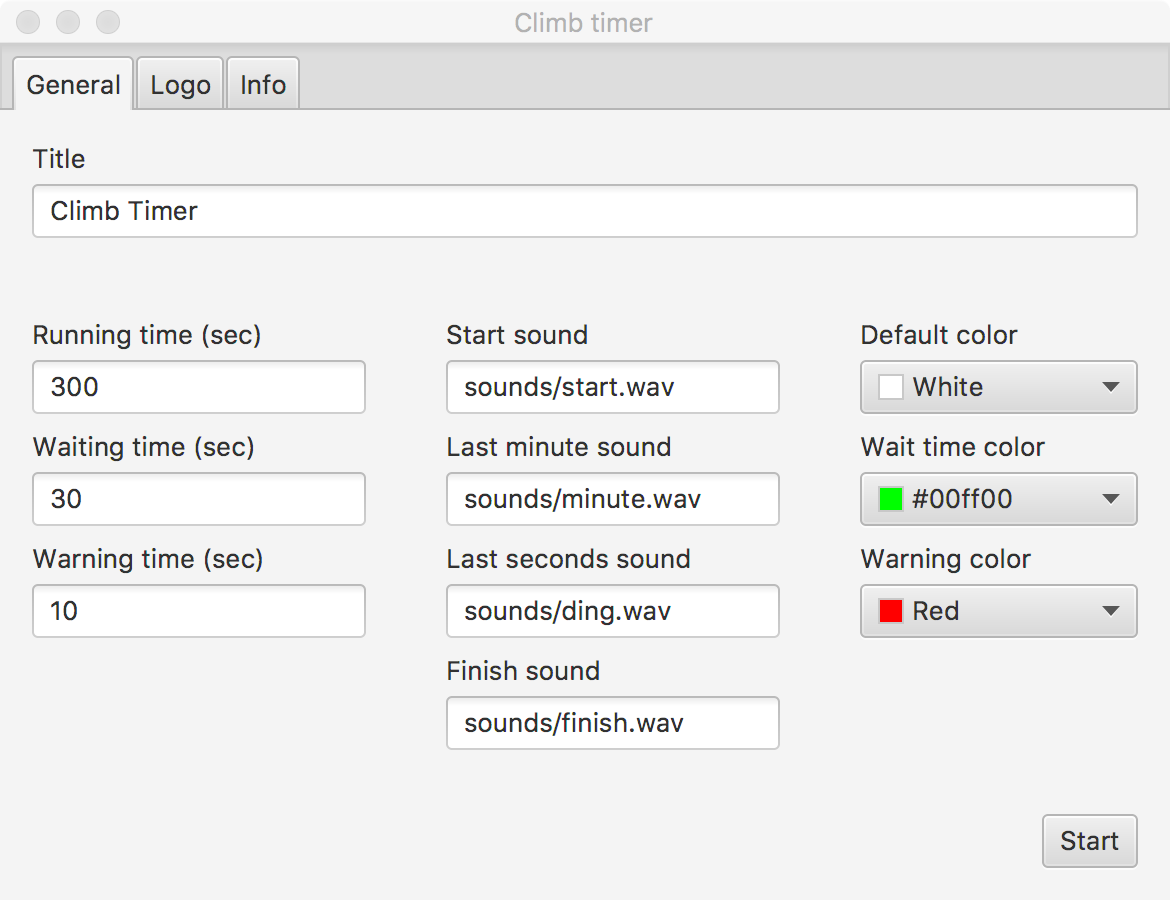 Climb timer
General Logo Info
Title
Climb Timer
Running time (sec) Start sound Default color
300 sounds/start.wav White
Waiting time (sec) Last minute sound Wait time color
30 sounds/minute.wav #00ff00
Warning time (sec) Last seconds sound Warning color
10 sounds/ding.wav Red
Finish sound
sounds/finish.wav
Start